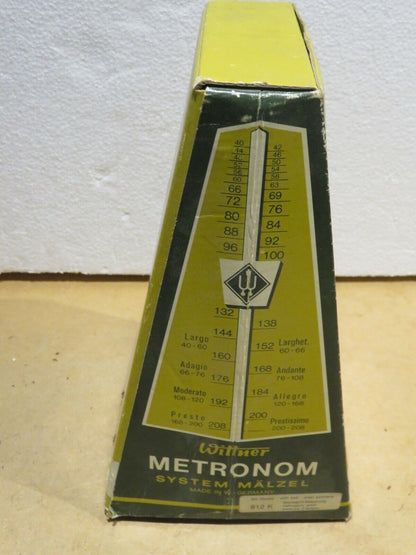 40
42
44
46
50
54
58
60
63
66
69
72
76
80
84
88
92
96
100
132
138
144
Largo
40-60
152
Larghet.
60-66
160
Adagio
66-76
168
Andante
76-108
176
Moderato
108-120
184
Allegro
120-168
192
Presto
168-200
200
Prestissimo
200-208
208
Wittner
METRONOM
SYSTEM MÄLZEL
MADE IN W.-GERMANY
812 K